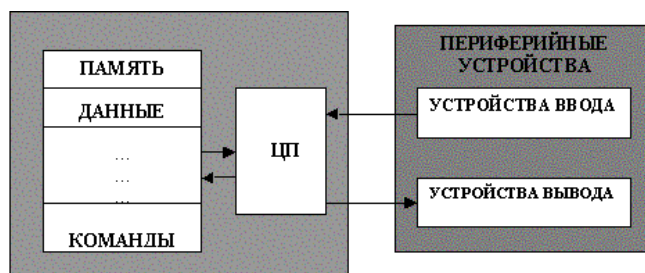 ПАМЯТЬ
ДАННЫЕ
...
...
...
КОМАНДЫ
ЦП
ПЕРИФЕРИЙНЫЕ
УСТРОЙСТВА
УСТРОЙСТВА ВВОДА
УСТРОЙСТВА ВЫВОДА